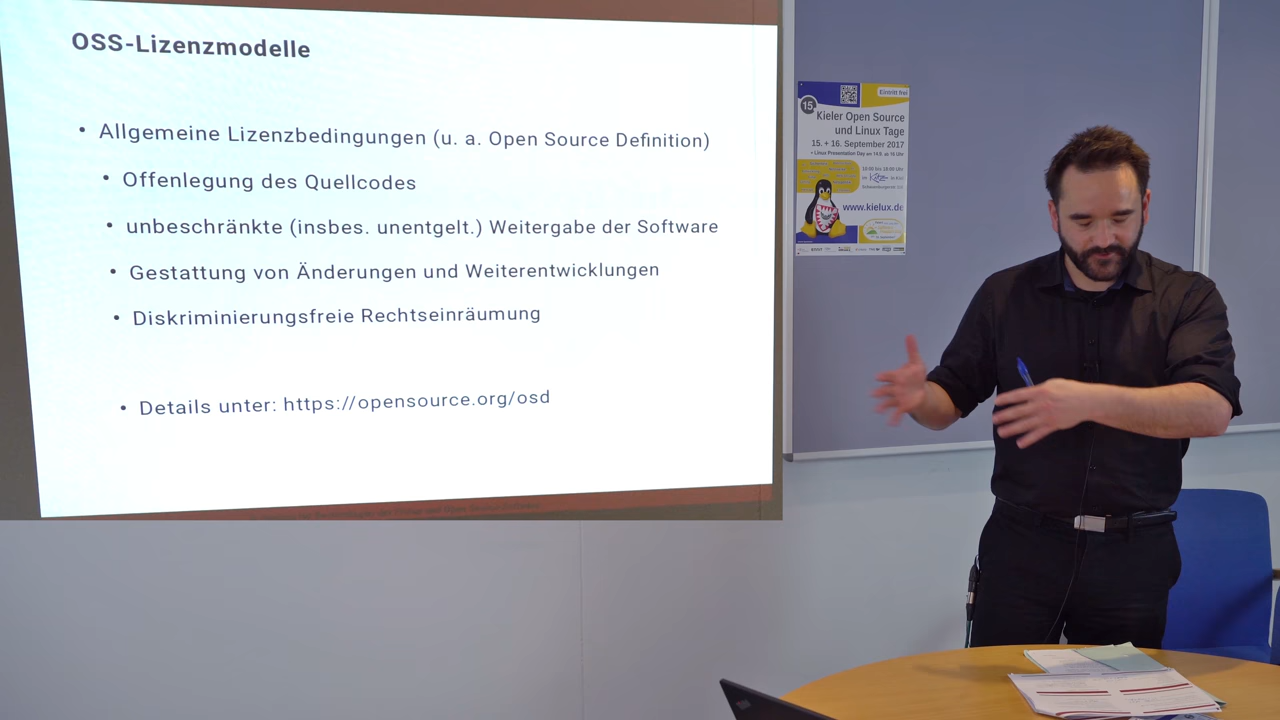 OSS-Lizenzmodelle
• Allgemeine Lizenzbedingungen (u. a. Open Source Definition)
• Offenlegung des Quellcodes
• unbeschränkte (insbes. unentgelt.) Weitergabe der Software
• Gestattung von Änderungen und Weiterentwicklungen
• Diskriminierungsfreie Rechtseinräumung
• Details unter: https://opensource.org/osd
Eintritt frei
15.
Kieler Open Source
und Linux Tage
15. + 16. September 2017
www.kielux.de